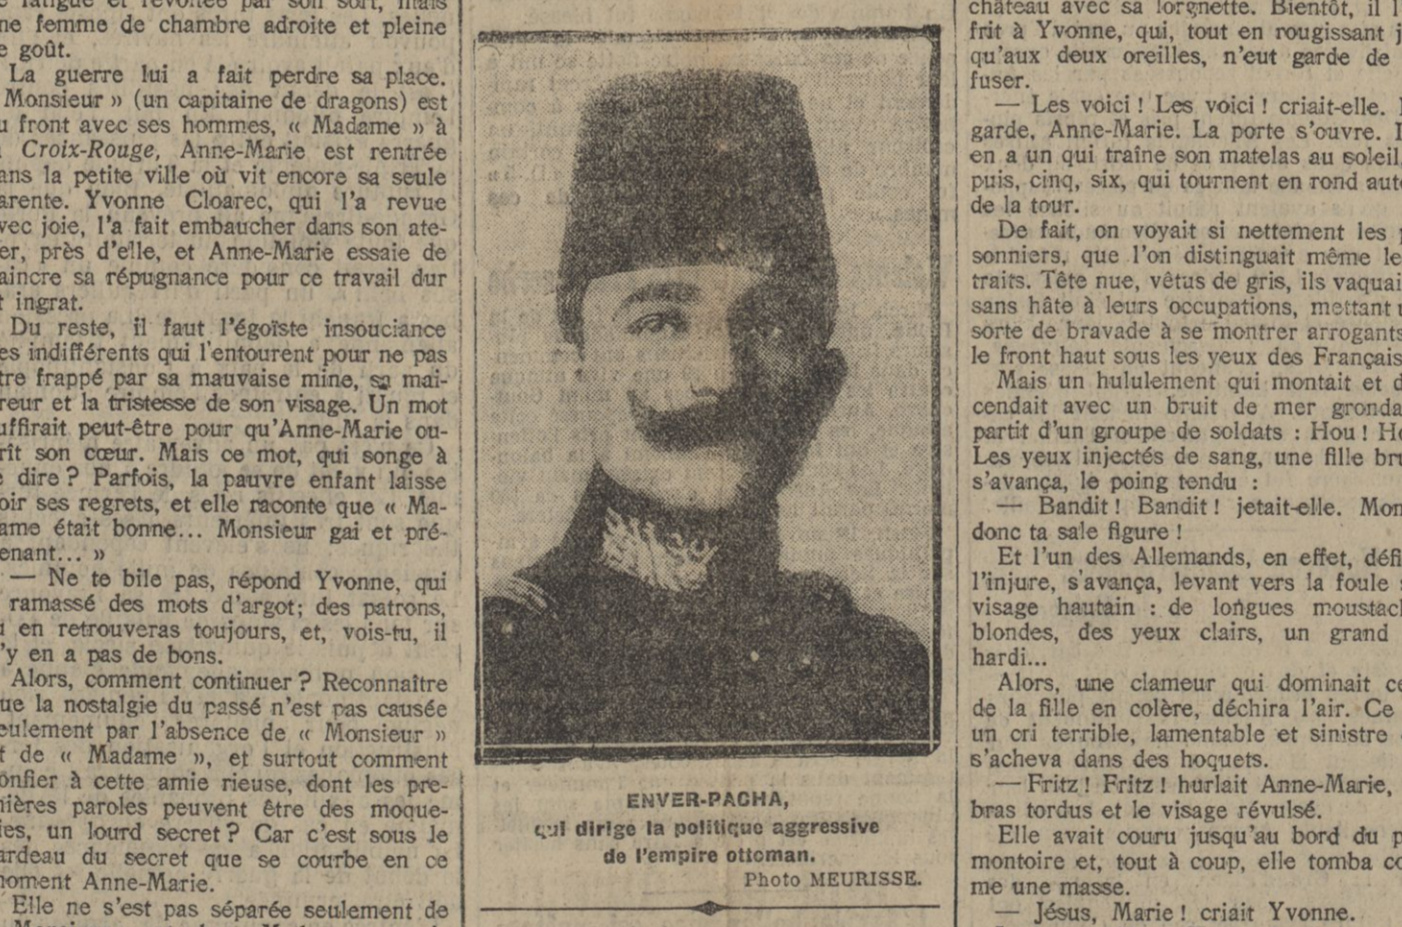 fatigue et révoltée par son sort, mais
ne femme de chambre adroite et pleine
e goût.
La guerre lui a fait perdre sa place.
Monsieur » (un capitaine de dragons) est
u front avec ses hommes, « Madame » à
Croix-Rouge, Anne-Marie est rentrée
ans la petite ville où vit encore sa seule
arente. Yvonne Cloarec, qui l'a revue
vec joie, l'a fait embaucher dans son ate-
er, près d'elle, et Anne-Marie essaie de
aincre sa répugnance pour ce travail dur
t ingrat.
Du reste, il faut l'égoïste insouciance
es indifférents qui l'entourent pour ne pas
tre frappé par sa mauvaise mine, sa mai-
reur et la tristesse de son visage. Un mot
uffirait peut-être pour qu'Anne-Marie ou-
rît son cœur. Mais ce mot, qui songe à
e dire ? Parfois, la pauvre enfant laisse
oir ses regrets, et elle raconte que « Ma-
ame était bonne... Monsieur gai et pré-
enant... »
— Ne te bile pas, répond Yvonne, qui
ramassé des mots d'argot; des patrons,
u en retrouveras toujours, et, vois-tu, il
'y en a pas de bons.
Alors, comment continuer ? Reconnaître
ue la nostalgie du passé n'est pas causée
eulement par l'absence de « Monsieur »
t de « Madame », et surtout comment
onfier à cette amie rieuse, dont les pre-
nières paroles peuvent être des moque-
ies, un lourd secret ? Car c'est sous le
ardeau du secret que se courbe en ce
noment Anne-Marie.
Elle ne s'est pas séparée seulement de
ENVER-PACHA,
qui dirige la politique aggressive
de l'empire ottoman.
Photo MEURISSE.
château avec sa lorgnette. Bientôt, il l'
frit à Yvonne, qui, tout en rougissant j
qu'aux deux oreilles, n'eut garde de
fuser.
— Les voici ! Les voici ! criait-elle.
garde, Anne-Marie. La porte s'ouvre. I
en a un qui traîne son matelas au soleil,
puis, cinq, six, qui tournent en rond aut
de la tour.
De fait, on voyait si nettement les p
sonniers, que l'on distinguait même le
traits. Tête nue, vêtus de gris, ils vaquai
sans hâte à leurs occupations, mettant u
sorte de bravade à se montrer arrogants
le front haut sous les yeux des Français
Mais un hululement qui montait et d
cendait avec un bruit de mer gronda
partit d'un groupe de soldats : Hou ! Ho
Les yeux injectés de sang, une fille bru
s'avança, le poing tendu :
— Bandit ! Bandit ! jetait-elle. Mon
donc ta sale figure !
Et l'un des Allemands, en effet, défi
l'injure, s'avança, levant vers la foule
visage hautain : de longues moustach
blondes, des yeux clairs, un grand
hardi...
Alors, une clameur qui dominait ce
de la fille en colère, déchira l'air. Ce
un cri terrible, lamentable et sinistre
s'acheva dans des hoquets.
— Fritz ! Fritz ! hurlait Anne-Marie,
bras tordus et le visage révulsé.
Elle avait couru jusqu'au bord du p
montoire et, tout à coup, elle tomba co
me une masse.
— Jésus, Marie ! criait Yvonne.